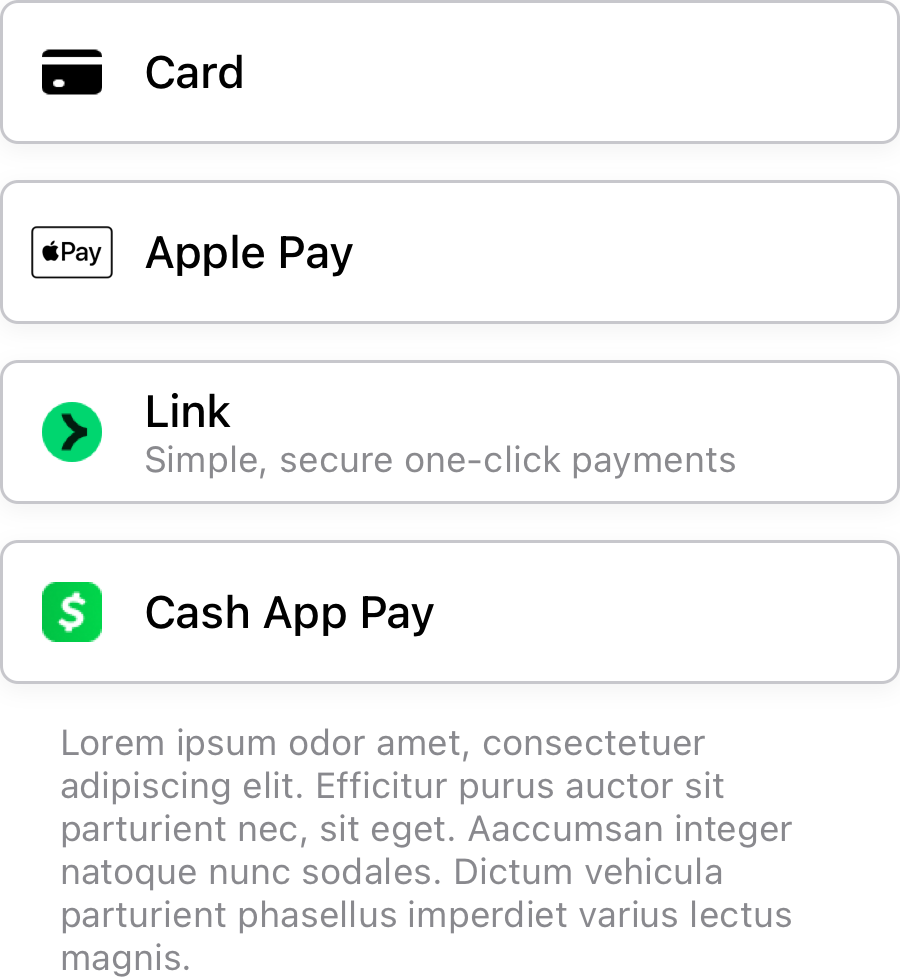 Card
Pay
Apple Pay
Link
Simple, secure one-click payments
$
Cash App Pay
Lorem ipsum odor amet, consectetuer
adipiscing elit. Efficitur purus auctor sit
parturient nec, sit eget. Aaccumsan integer
natoque nunc sodales. Dictum vehicula
parturient phasellus imperdiet varius lectus
magnis.